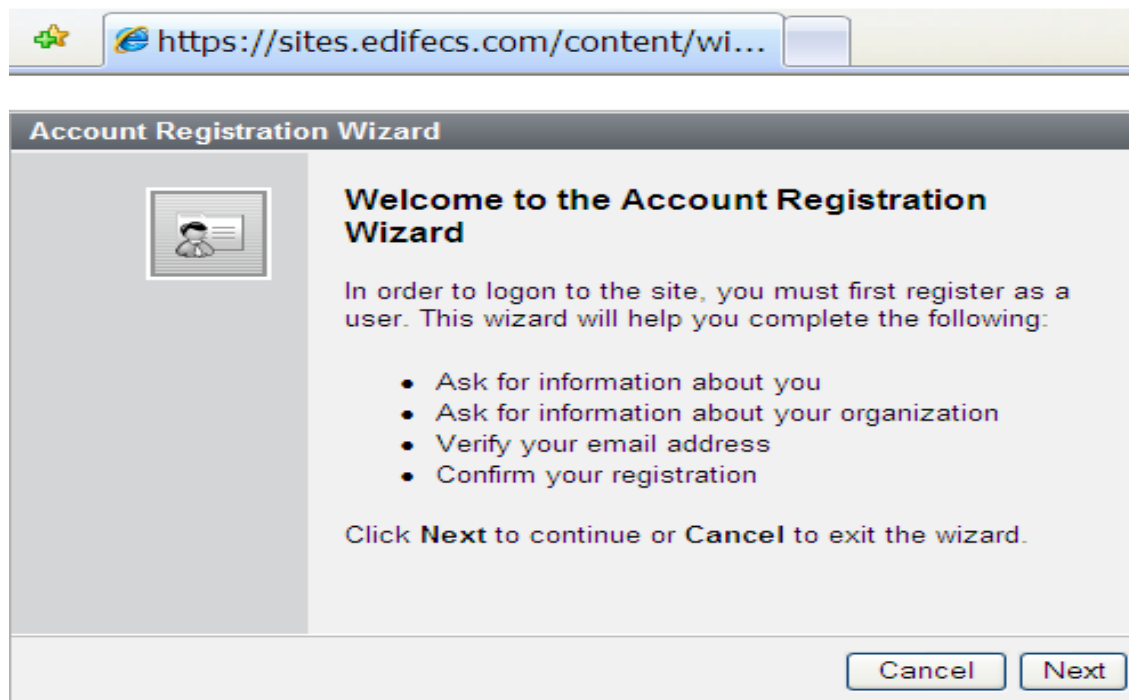 https://sites.edifecs.com/content/wi...
Account Registration Wizard
Welcome to the Account Registration
Wizard
In order to logon to the site, you must first register as a
user. This wizard will help you complete the following:
• Ask for information about you
• Ask for information about your organization
• Verify your email address
• Confirm your registration
Click Next to continue or Cancel to exit the wizard.
Cancel Next